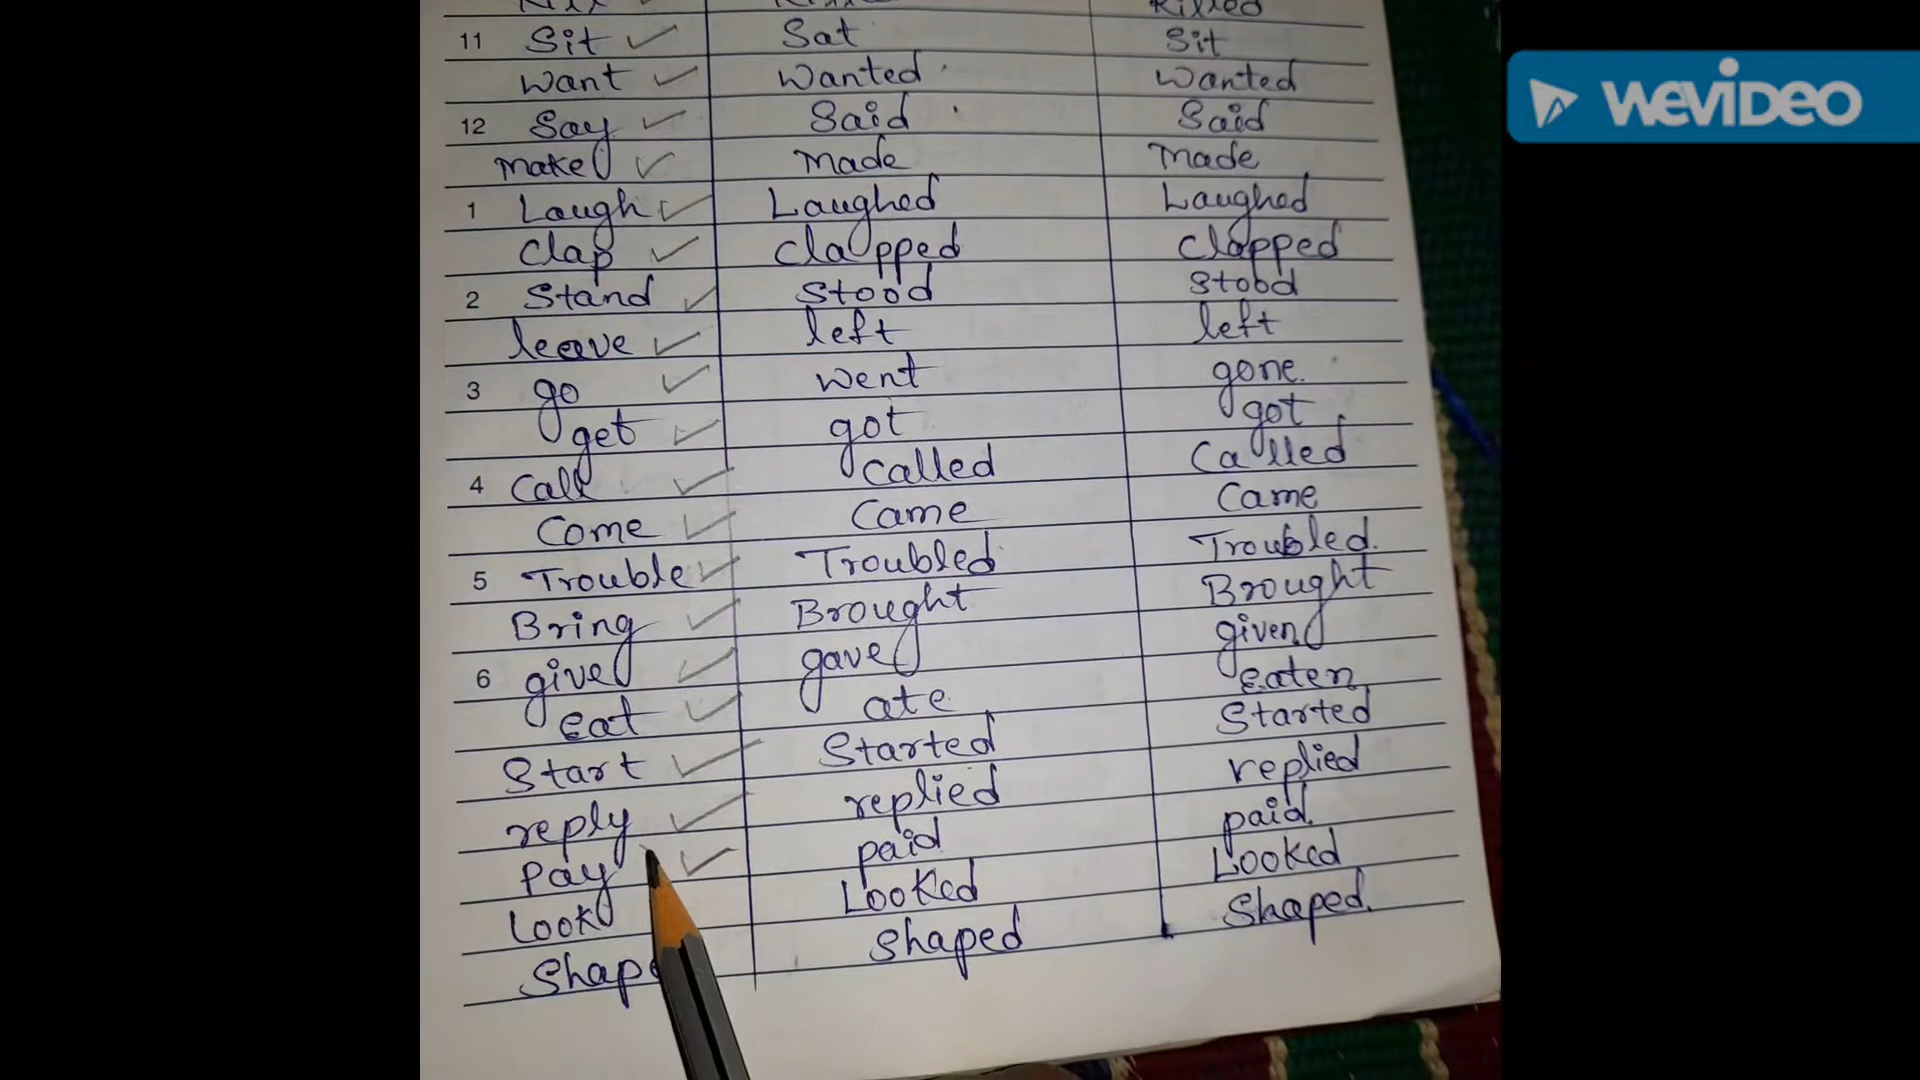 Killed
11 Sit Sat Sit
WEVIDEO
Want Wanted Wanted
12 Say Said Said
Make Made Made
1 Laugh Laughed Laughed
Clap Clapped Clapped
2 Stand Stood Stood
leave left left
3 go went gone.
get got got
4 Call Called Called
Come Came Came
5 Trouble Troubled Troubled.
Bring Brought Brought
6 give gave given
Eat ate Eaten
Start Started Started
reply replied replied
Pay paid paid.
Look Looked Looked
Shape Shaped Shaped.